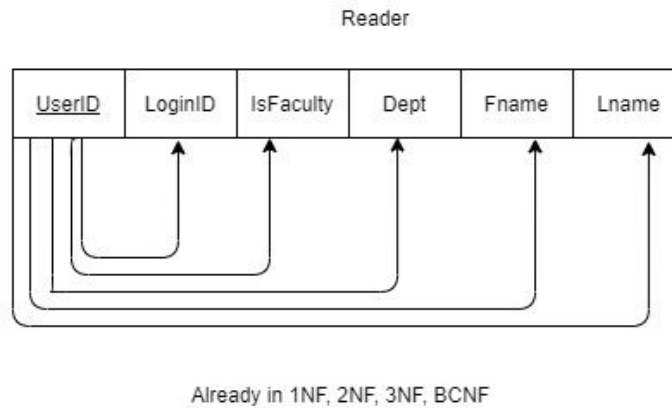 Reader
UserID LoginID IsFaculty Dept Fname Lname
Already in 1NF, 2NF, 3NF, BCNF